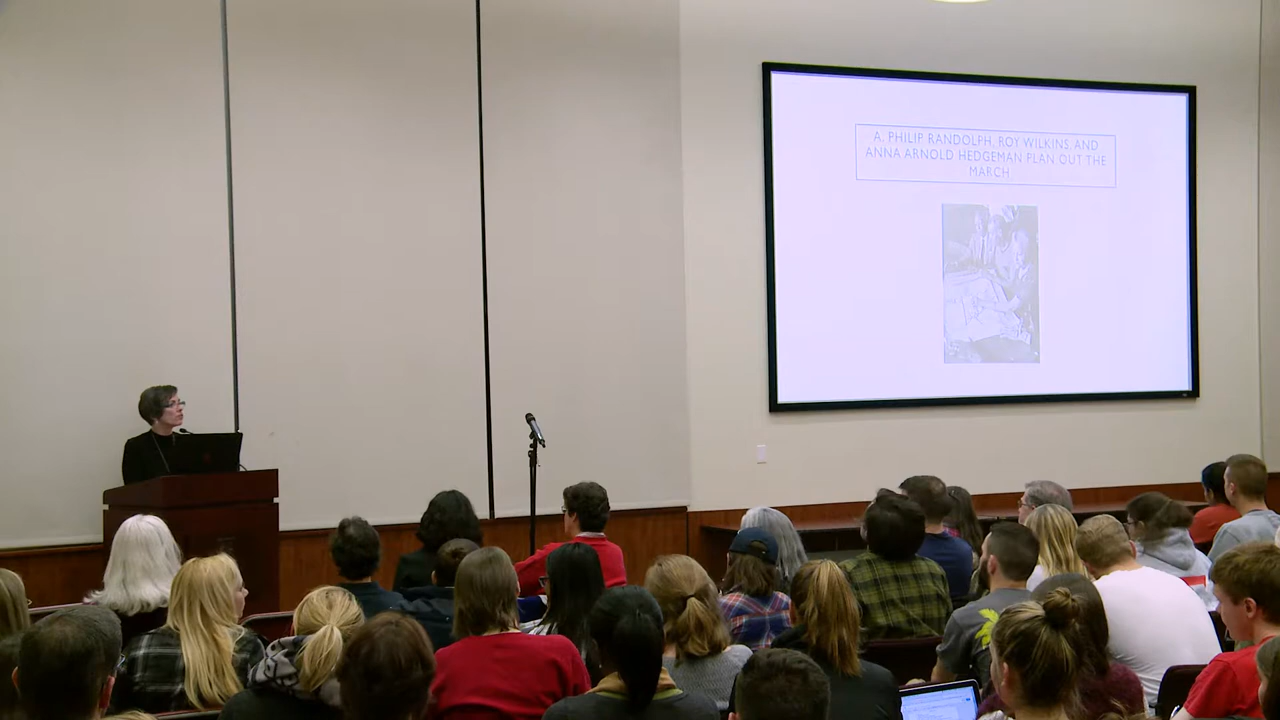 A. PHILIP RANDOLPH, ROY WILKINS, AND
ANNA ARNOLD HEDGEMAN PLAN OUT THE
MARCH